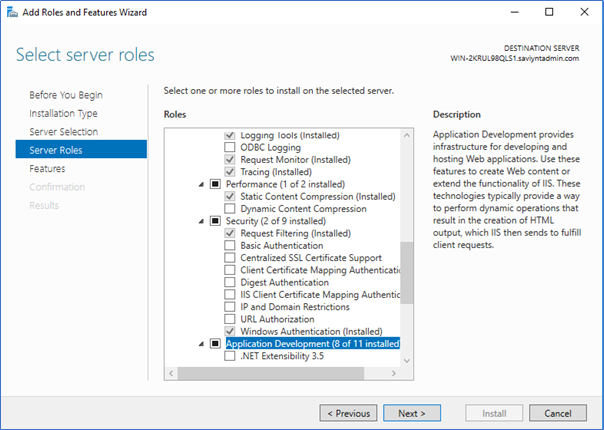 Add Roles and Features Wizard
Select server roles
DESTINATION SERVER
WIN-2KRUL98QLS1.saviyntadmin.com
Before You Begin
Installation Type
Server Selection
Server Roles
Features
Confirmation
Results
Select one or more roles to install on the selected server.
Roles
Logging Tools (Installed)
ODBC Logging
Request Monitor (Installed)
Tracing (Installed)
Performance (1 of 2 installed)
Static Content Compression (Installed)
Dynamic Content Compression
Security (2 of 9 installed)
Request Filtering (Installed)
Basic Authentication
Centralized SSL Certificate Support
Client Certificate Mapping Authenticatio
Digest Authentication
IIS Client Certificate Mapping Authentic
IP and Domain Restrictions
URL Authorization
Windows Authentication (Installed)
Application Development (8 of 11 installed)
.NET Extensibility 3.5
Description
Application Development provides
infrastructure for developing and
hosting Web applications. Use these
features to create Web content or
extend the functionality of IIS. These
technologies typically provide a way
to perform dynamic operations that
result in the creation of HTML
output, which IIS then sends to fulfill
client requests.
< Previous
Next >
Install
Cancel